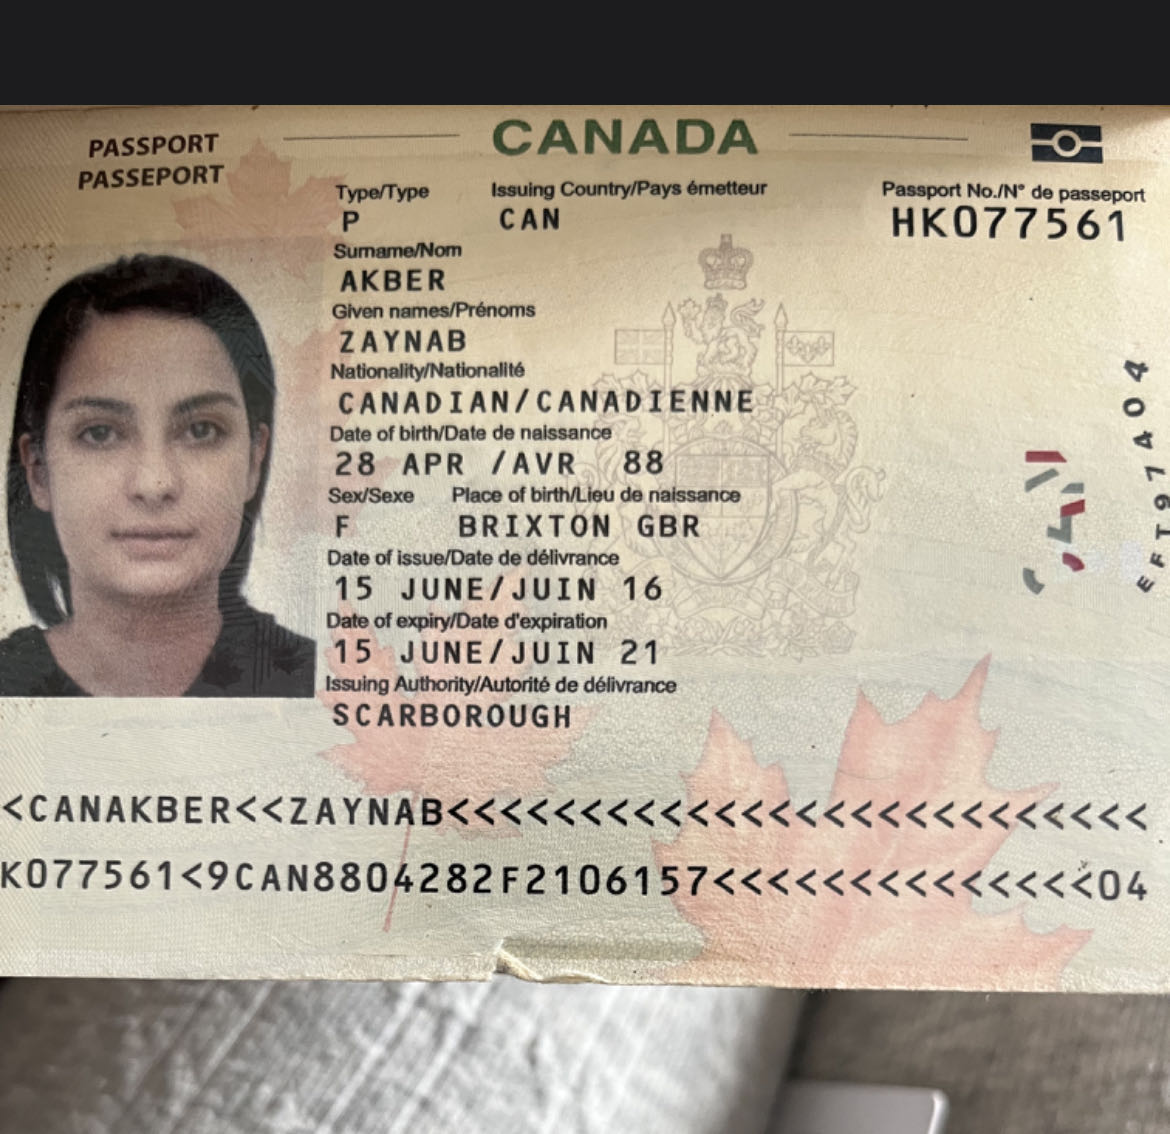 CANADA
PASSPORT
PASSEPORT
Type/Type Issuing Country/Pays émetteur Passport No./N° de passeport
P CAN HK077561
Surname/Nom
AKBER
Given names/Prénoms
ZAYNAB
Nationality/Nationalité
CANADIAN/CANADIENNE
Date of birth/Date de naissance
28 APR /AVR 88
Sex/Sexe Place of birth/Lieu de naissance
F BRIXTON GBR
Date of issue/Date de délivrance
15 JUNE/JUIN 16
Date of expiry/Date d'expiration
15 JUNE/JUIN 21
Issuing Authority/Autorité de délivrance
SCARBOROUGH
EFT97404
CAN
<CANAKBER<<ZAYNAB<<<<<<<<<<<<<<<<<<<<<<<<<<
K077561<9CAN8804282F2106157<<<<<<<<<<<<<<04